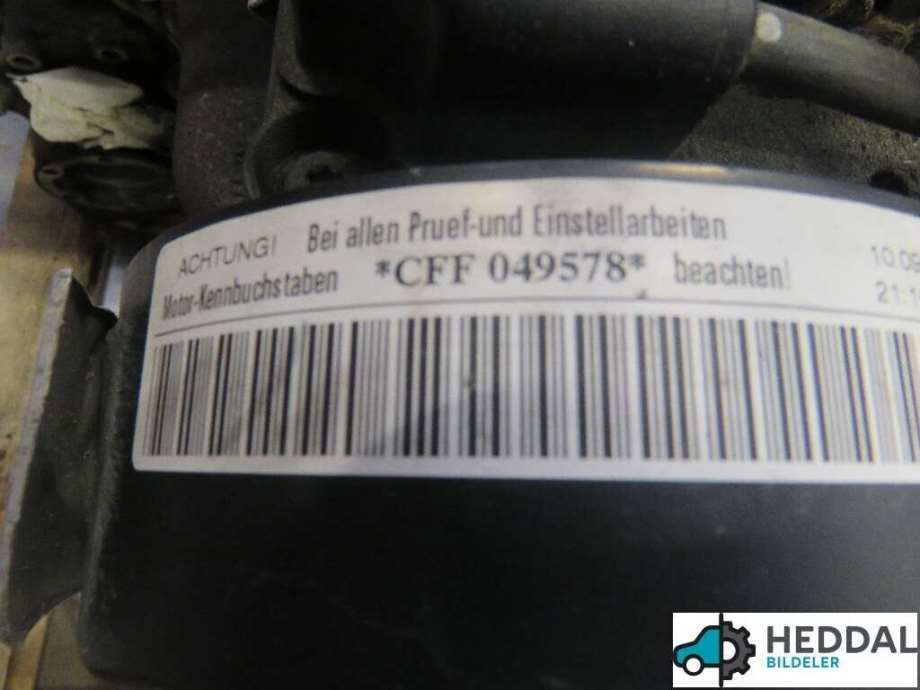 ACHTUNG! Bei allen Pruef-und Einstellarbeiten
Motor-Kennbuchstaben *CFF 049578* beachten!
10.09
21:1
HEDDAL
BILDELER